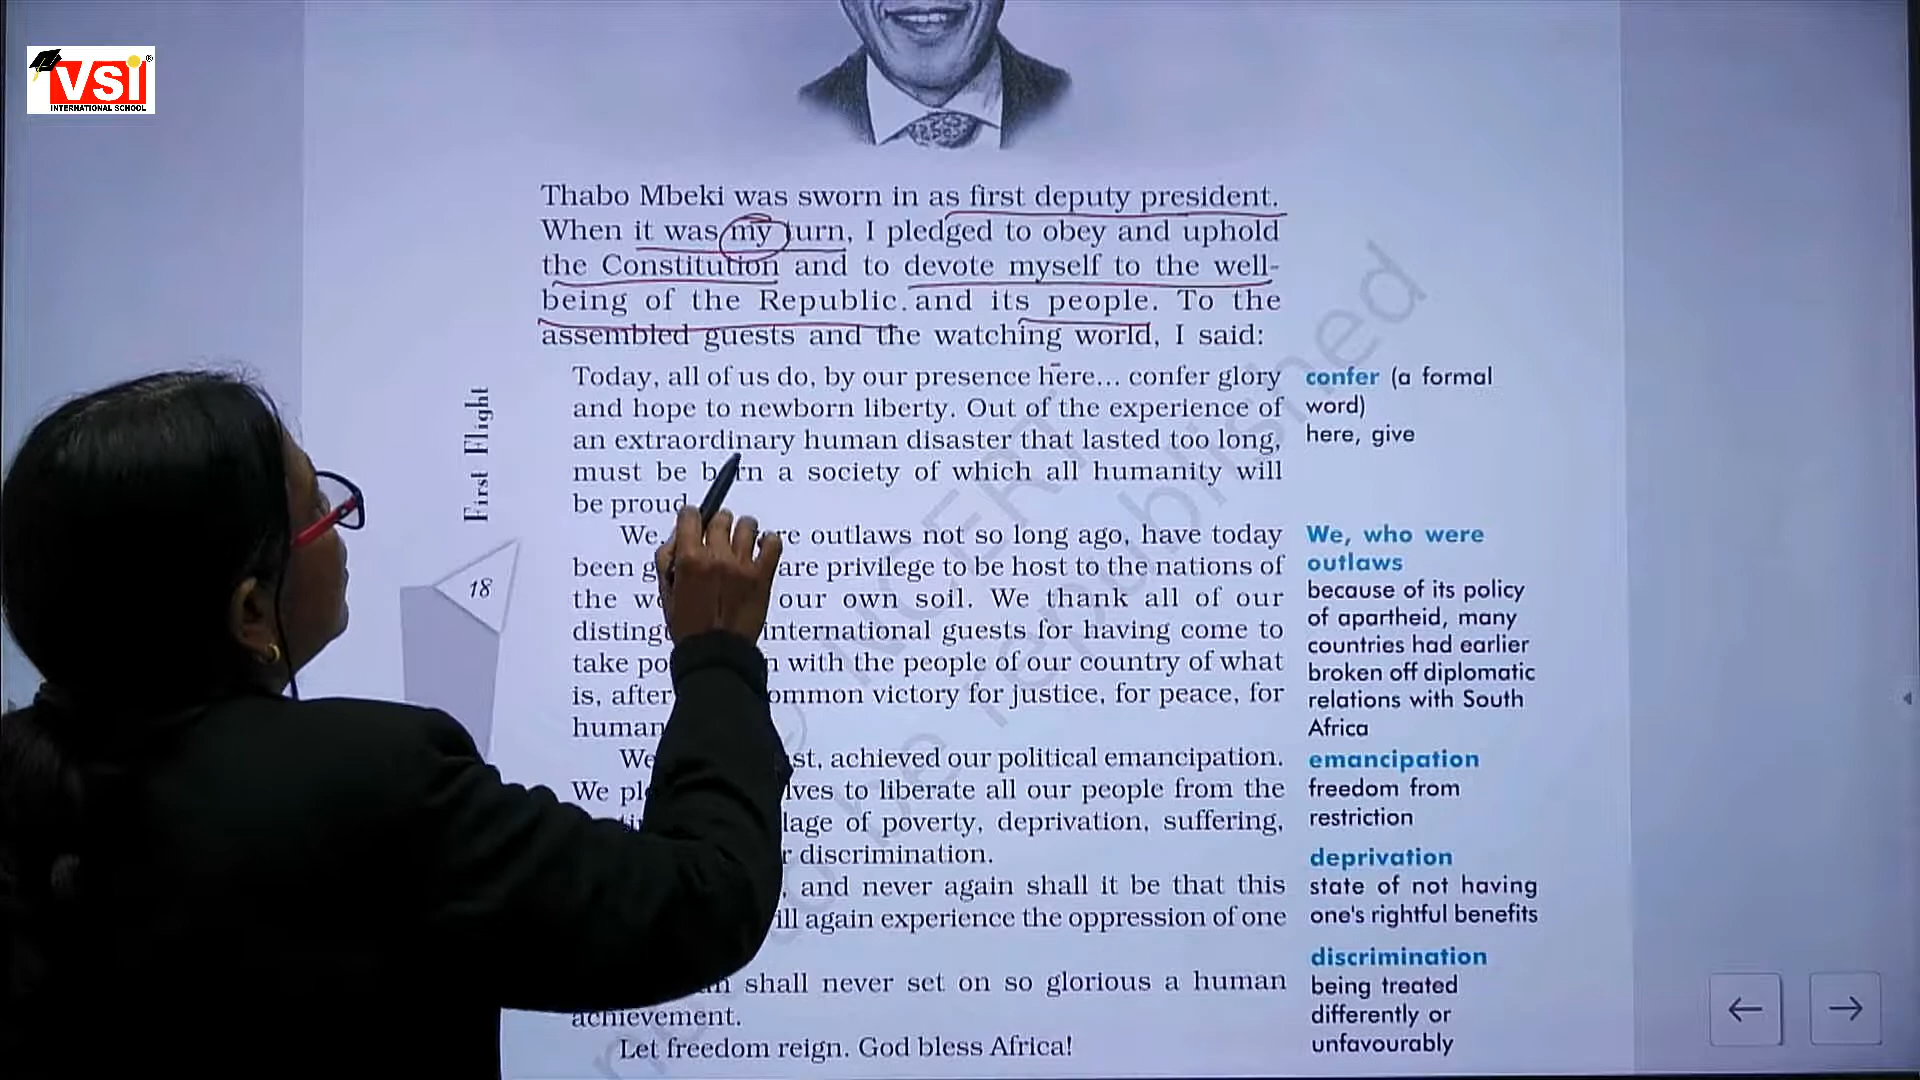 VSI
INTERNATIONAL SCHOOL
Thabo Mbeki was sworn in as first deputy president.
When it was my turn, I pledged to obey and uphold
the Constitution and to devote myself to the well-
being of the Republic and its people. To the
assembled guests and the watching world, I said:
Today, all of us do, by our presence here... confer glory
and hope to newborn liberty. Out of the experience of
an extraordinary human disaster that lasted too long,
must be born a society of which all humanity will
be proud
We, outlaws not so long ago, have today
been privilege to be host to the nations of
the our own soil. We thank all of our
international guests for having come to
take with the people of our country of what
is, after common victory for justice, for peace, for
human
We achieved our political emancipation.
We to liberate all our people from the
of poverty, deprivation, suffering,
discrimination.
, and never again shall it be that this
again experience the oppression of one
shall never set on so glorious a human
achievement.
Let freedom reign. God bless Africa!
confer (a formal
word)
here, give
We, who were
outlaws
because of its policy
of apartheid, many
countries had earlier
broken off diplomatic
relations with South
Africa
emancipation
freedom from
restriction
deprivation
state of not having
one's rightful benefits
discrimination
being treated
differently or
unfavourably
First Flight
18